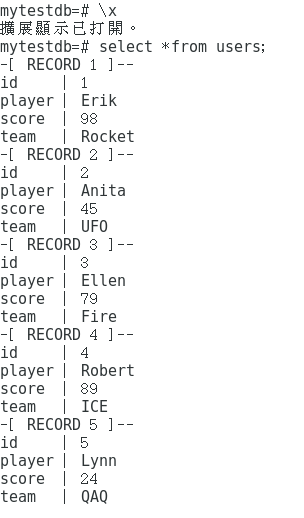 mytestdb=# \x
擴展顯示已打開。
mytestdb=# select *from users;
-[ RECORD 1 ]--
id     | 1
player | Erik
score  | 98
team   | Rocket
-[ RECORD 2 ]--
id     | 2
player | Anita
score  | 45
team   | UFO
-[ RECORD 3 ]--
id     | 3
player | Ellen
score  | 79
team   | Fire
-[ RECORD 4 ]--
id     | 4
player | Robert
score  | 89
team   | ICE
-[ RECORD 5 ]--
id     | 5
player | Lynn
score  | 24
team   | QAQ